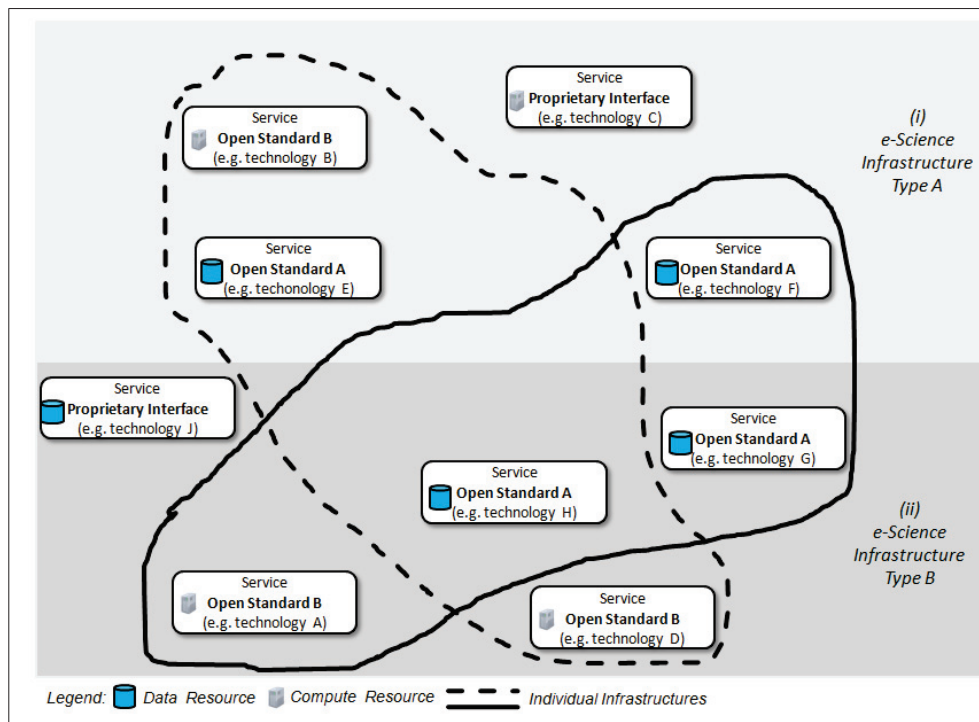 Service
Proprietary Interface
(e.g. technology C)
Service
Open Standard B
(e.g. technology B)
(i)
e-Science
Infrastructure
Type A
Service
Open Standard A
(e.g. techonology E)
Service
Open Standard A
(e.g. technology F)
Service
Proprietary Interface
(e.g. technology J)
Service
Open Standard A
(e.g. technology G)
Service
Open Standard A
(e.g. technology H)
(ii)
e-Science
Infrastructure
Type B
Service
Open Standard B
(e.g. technology A)
Service
Open Standard B
(e.g. technology D)
Legend: Data Resource Compute Resource Individual Infrastructures